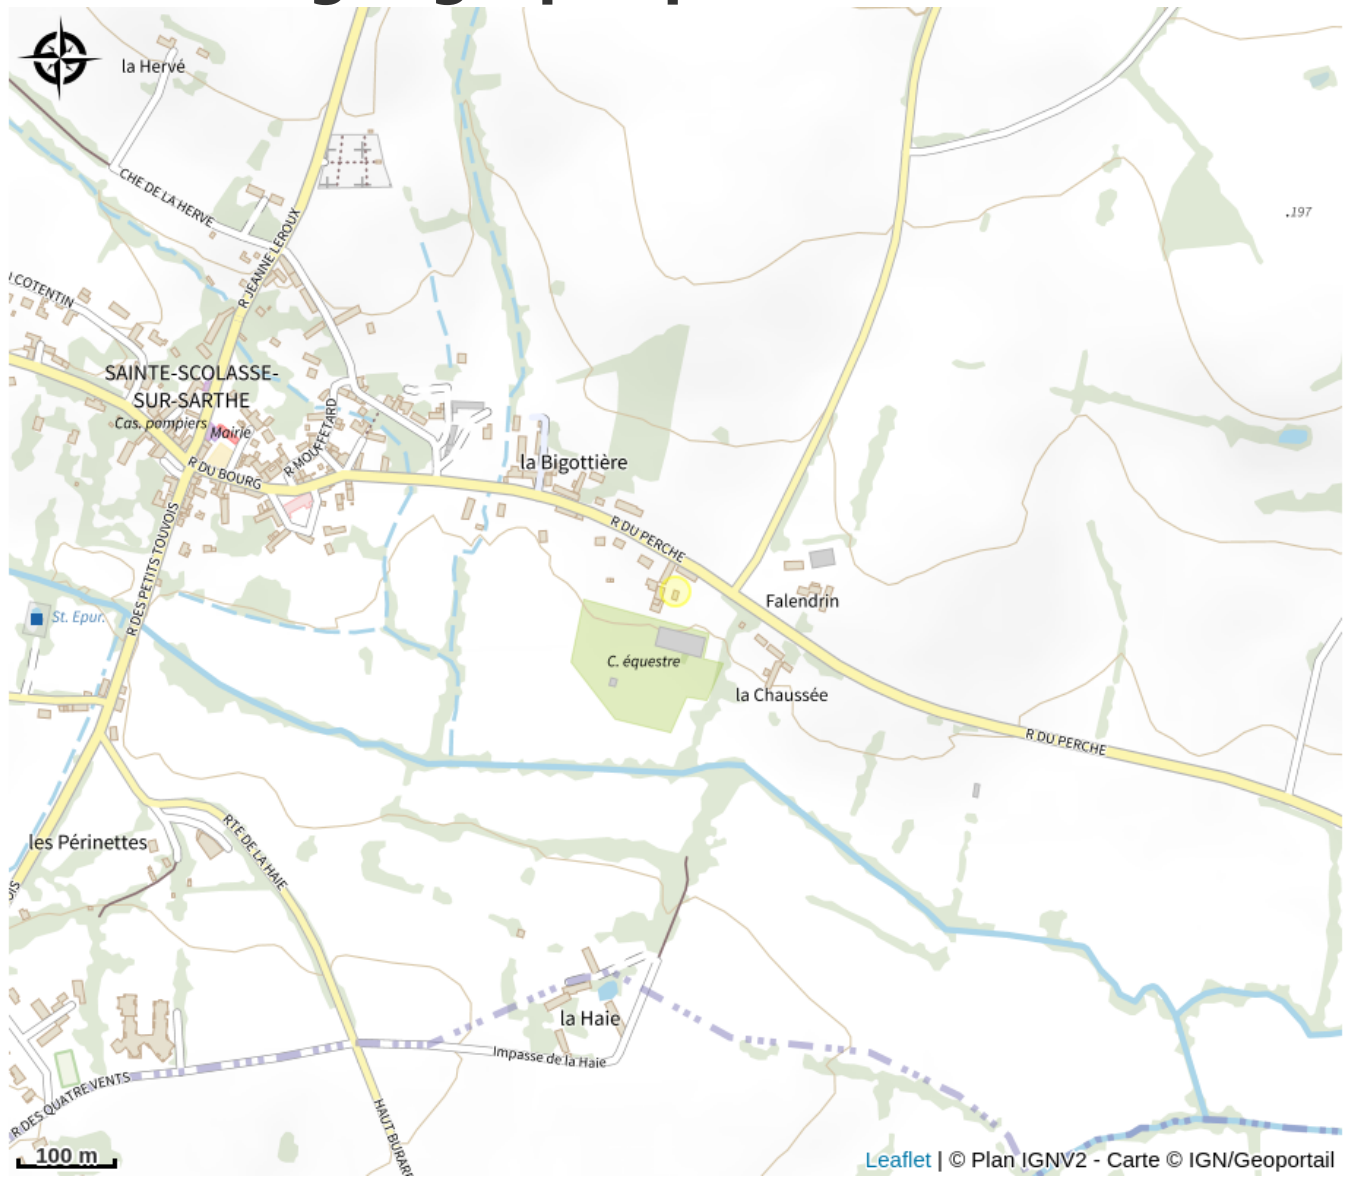 la Hervé
CHE DE LA HERVE
.197
R JEANNE LEROUX
COTENTIN
SAINTE-SCOLASSE-
SUR-SARTHE
Cas. pompiers
Mairie
R MOUFFETARD
R DU BOURG
la Bigottière
R DU PERCHE
R DES PETITS TOUVOIS
Falendrin
St. Epur.
C. équestre
la Chaussée
R DU PERCHE
RTE DE LA HAIE
les Périnettes
OIS
la Haie
Impasse de la Haie
R DES QUATRE VENTS
HAUT BURARD
100 m
Leaflet | © Plan IGNV2 - Carte © IGN/Geoportail